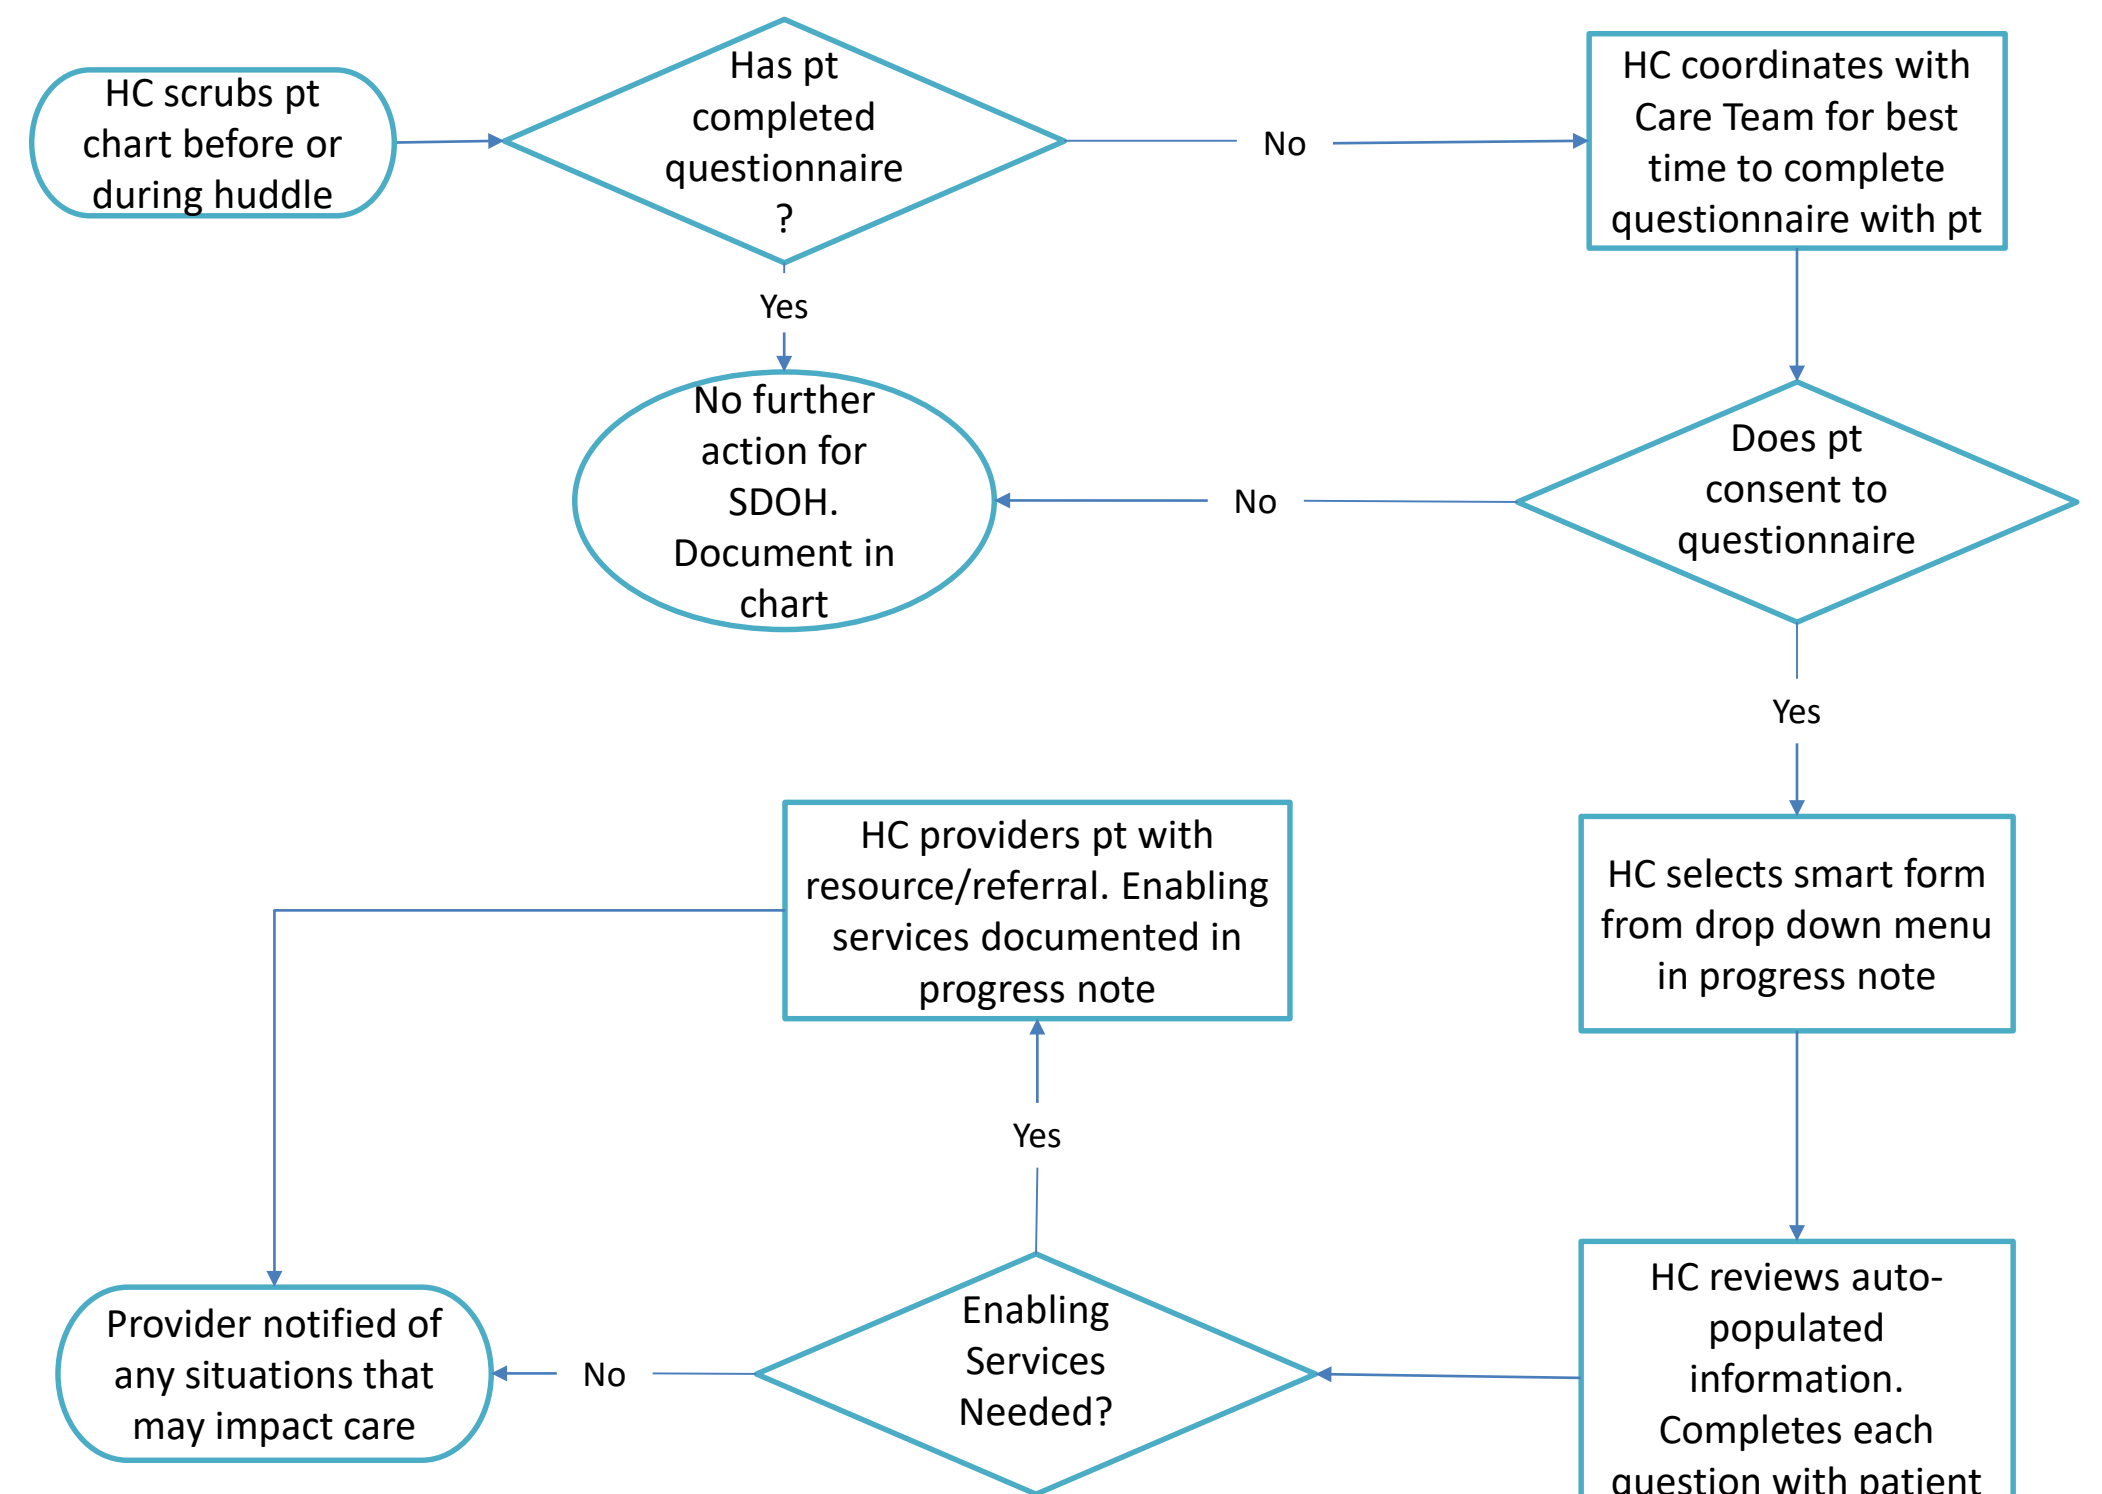 HC scrubs pt
chart before or
during huddle
Has pt
completed
questionnaire
?
No
HC coordinates with
Care Team for best
time to complete
questionnaire with pt
Yes
No further
action for
SDOH.
Document in
chart
No
Does pt
consent to
questionnaire
Yes
HC selects smart form
from drop down menu
in progress note
HC reviews auto-
populated
information.
Completes each
question with patient
Enabling
Services
Needed?
Yes
HC providers pt with
resource/referral. Enabling
services documented in
progress note
No
Provider notified of
any situations that
may impact care